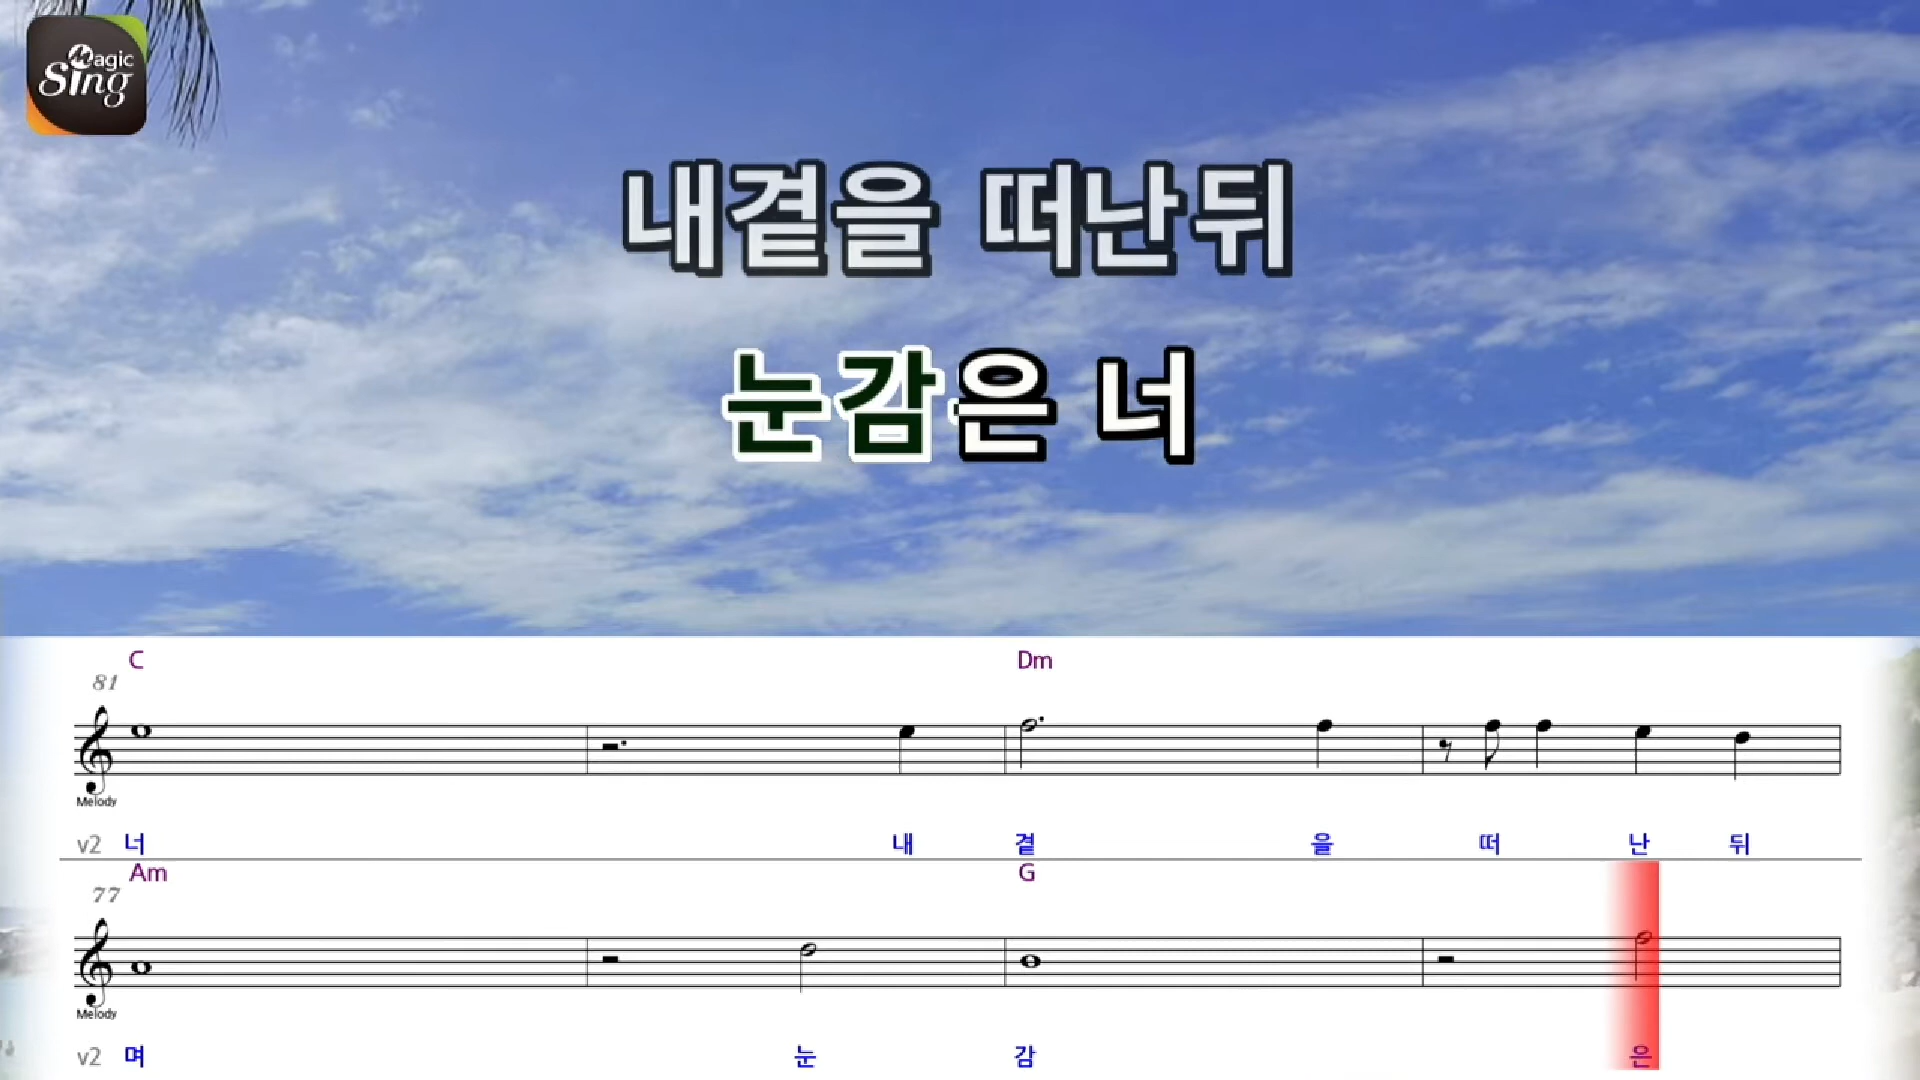 Magic
Sing
내곁을 떠난뒤
눈감은 너
C Dm
81
Melody
v2 너 내 곁 을 떠 난 뒤
Am G
77
Melody
v2 며 눈 감 은